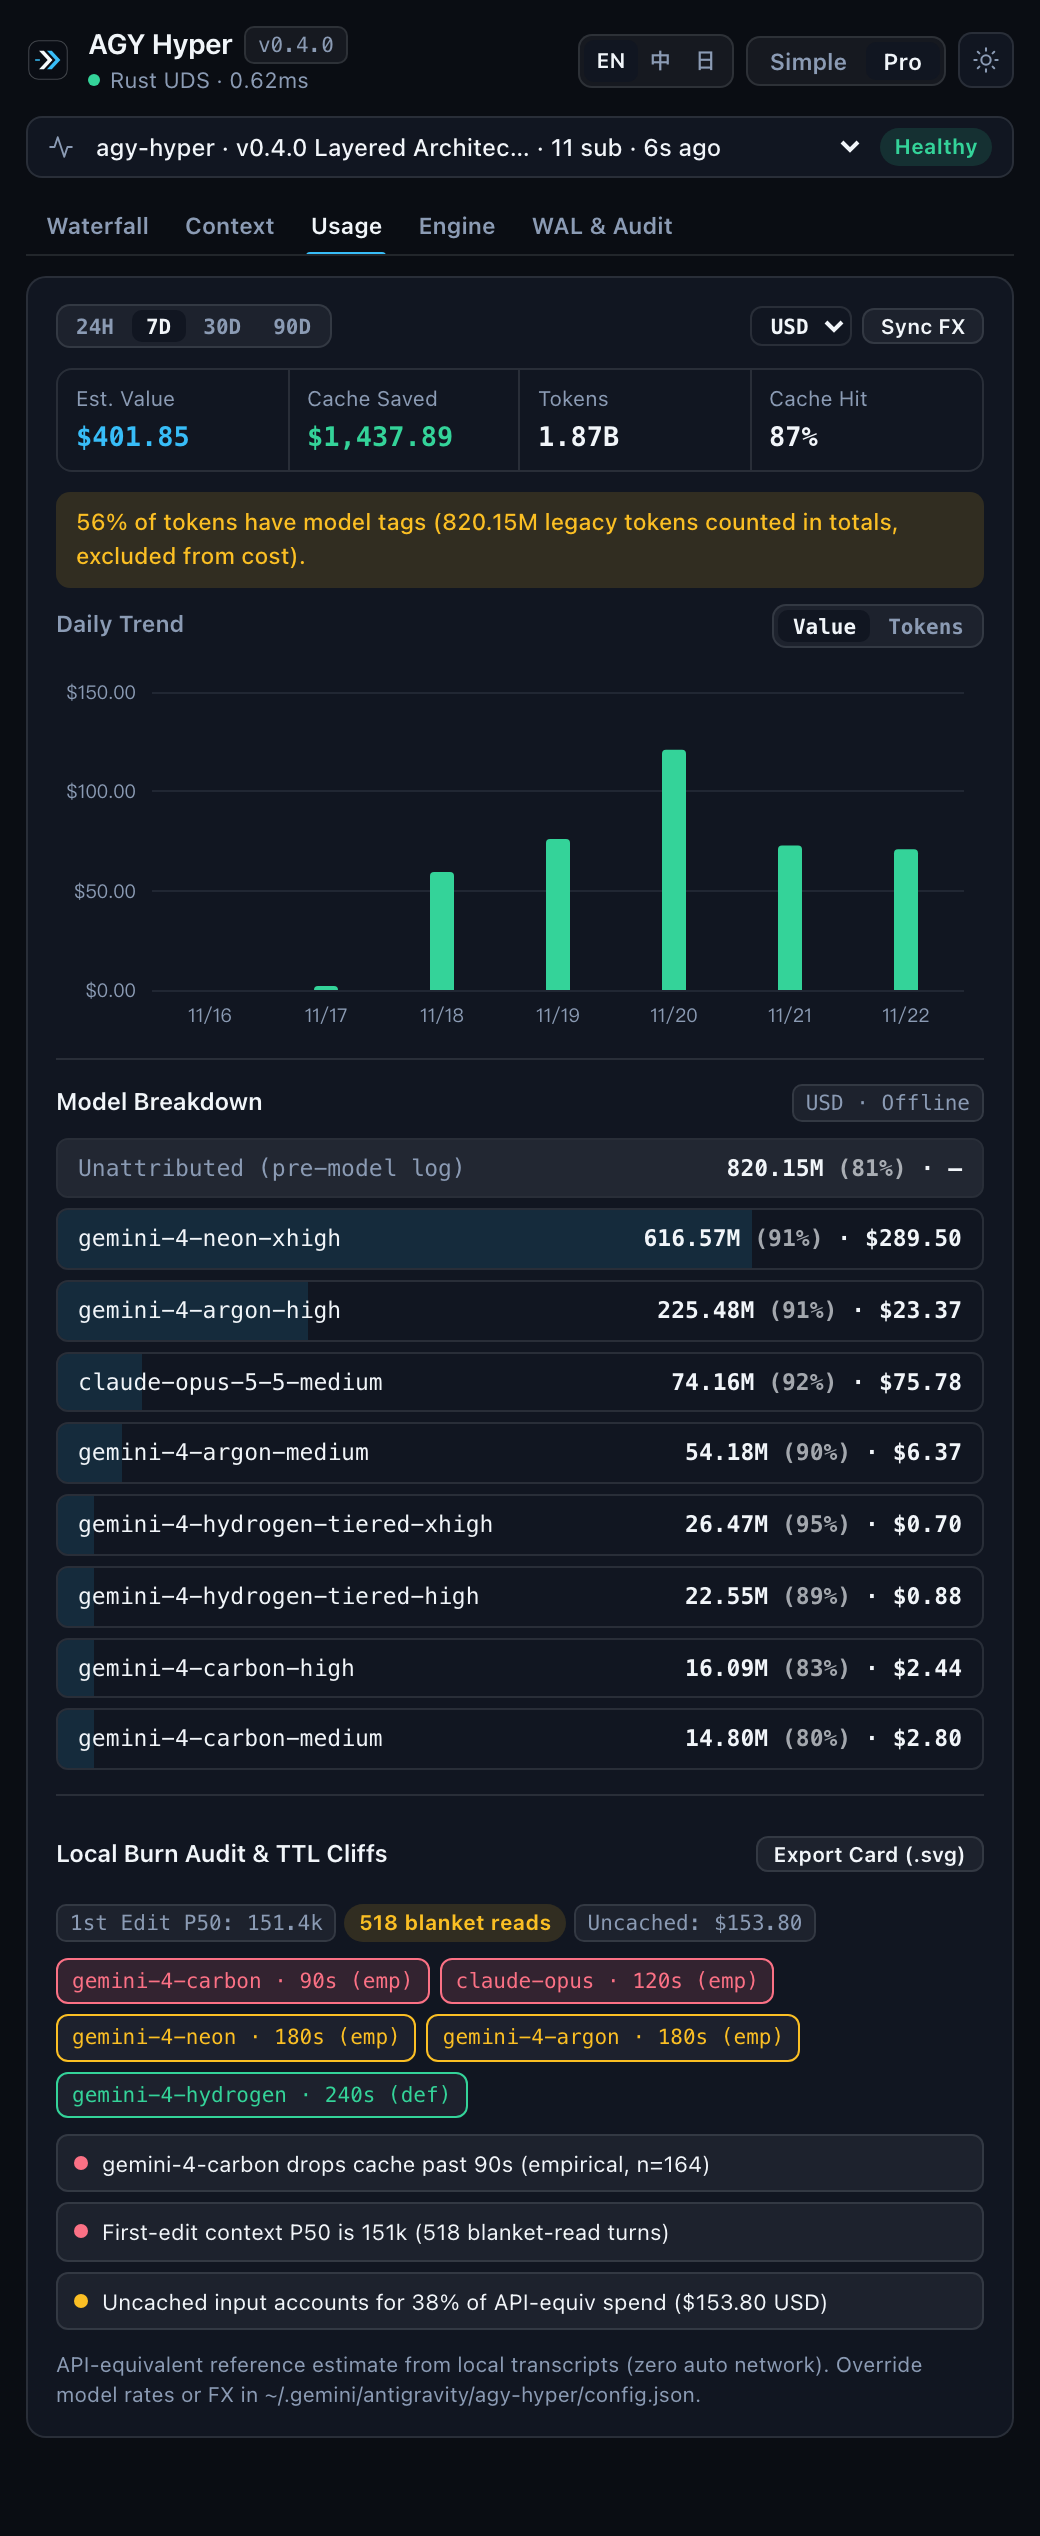 AGY Hyper v0.4.0
Rust UDS · 0.62ms
EN 中 日
Simple Pro
agy-hyper · v0.4.0 Layered Architec... · 11 sub · 6s ago
Healthy
Waterfall Context Usage Engine WAL & Audit
24H 7D 30D 90D
USD Sync FX
Est. Value Cache Saved Tokens Cache Hit
$401.85 $1,437.89 1.87B 87%
56% of tokens have model tags (820.15M legacy tokens counted in totals,
excluded from cost).
Daily Trend
Value Tokens
$150.00
$100.00
$50.00
$0.00
11/16 11/17 11/18 11/19 11/20 11/21 11/22
Model Breakdown
USD · Offline
Unattributed (pre-model log) 820.15M (81%) · —
gemini-4-neon-xhigh 616.57M (91%) · $289.50
gemini-4-argon-high 225.48M (91%) · $23.37
claude-opus-5-5-medium 74.16M (92%) · $75.78
gemini-4-argon-medium 54.18M (90%) · $6.37
gemini-4-hydrogen-tiered-xhigh 26.47M (95%) · $0.70
gemini-4-hydrogen-tiered-high 22.55M (89%) · $0.88
gemini-4-carbon-high 16.09M (83%) · $2.44
gemini-4-carbon-medium 14.80M (80%) · $2.80
Local Burn Audit & TTL Cliffs
Export Card (.svg)
1st Edit P50: 151.4k 518 blanket reads Uncached: $153.80
gemini-4-carbon · 90s (emp) claude-opus · 120s (emp)
gemini-4-neon · 180s (emp) gemini-4-argon · 180s (emp)
gemini-4-hydrogen · 240s (def)
gemini-4-carbon drops cache past 90s (empirical, n=164)
First-edit context P50 is 151k (518 blanket-read turns)
Uncached input accounts for 38% of API-equiv spend ($153.80 USD)
API-equivalent reference estimate from local transcripts (zero auto network). Override
model rates or FX in ~/.gemini/antigravity/agy-hyper/config.json.